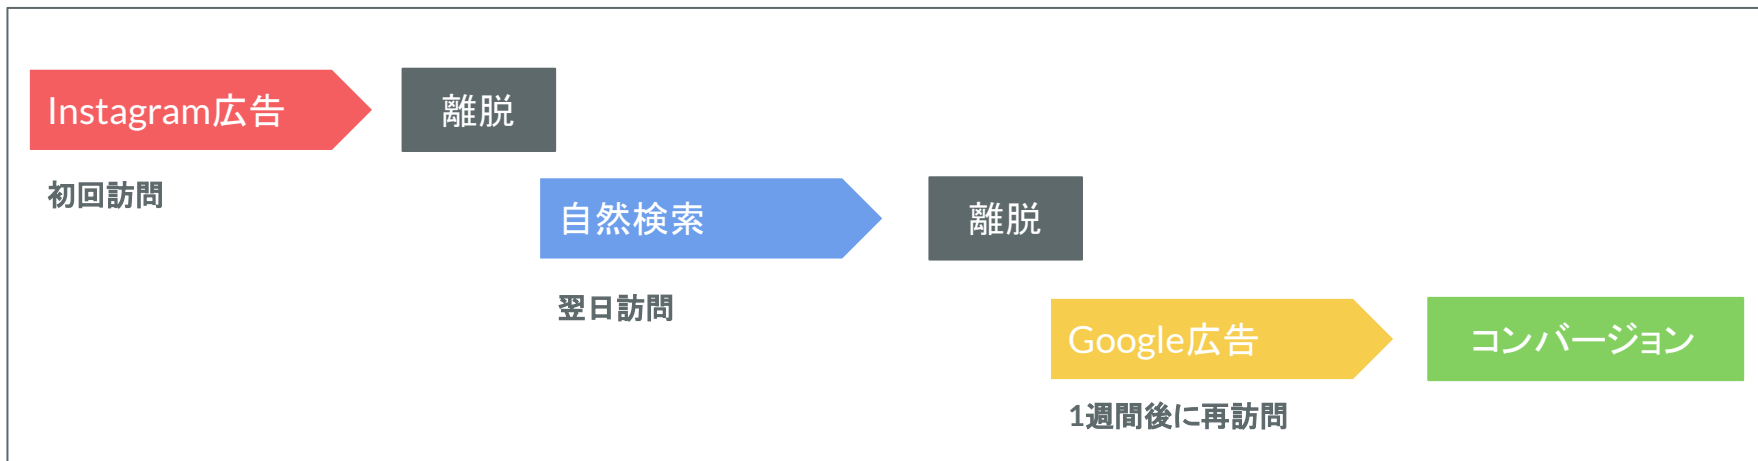 Instagram広告
離脱
初回訪問
自然検索
離脱
翌日訪問
Google広告
コンバージョン
1週間後に再訪問